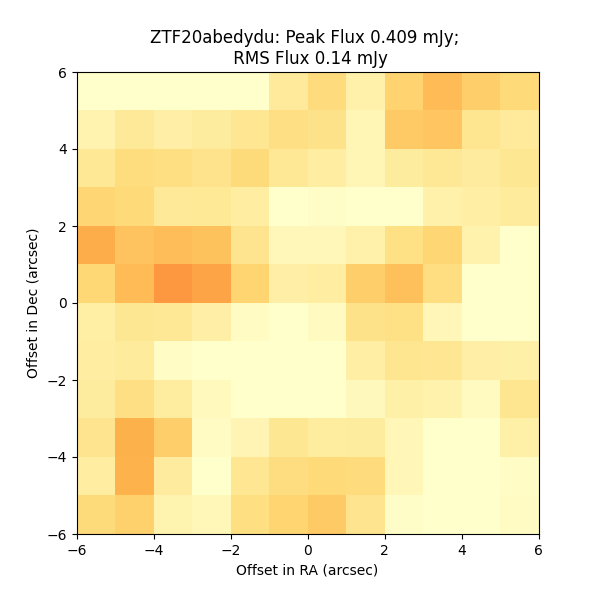 ZTF20abedydu: Peak Flux 0.409 mJy;
RMS Flux 0.14 mJy
6
4
2
0
−2
−4
−6
Offset in Dec (arcsec)
−6 −4 −2 0 2 4 6
Offset in RA (arcsec)